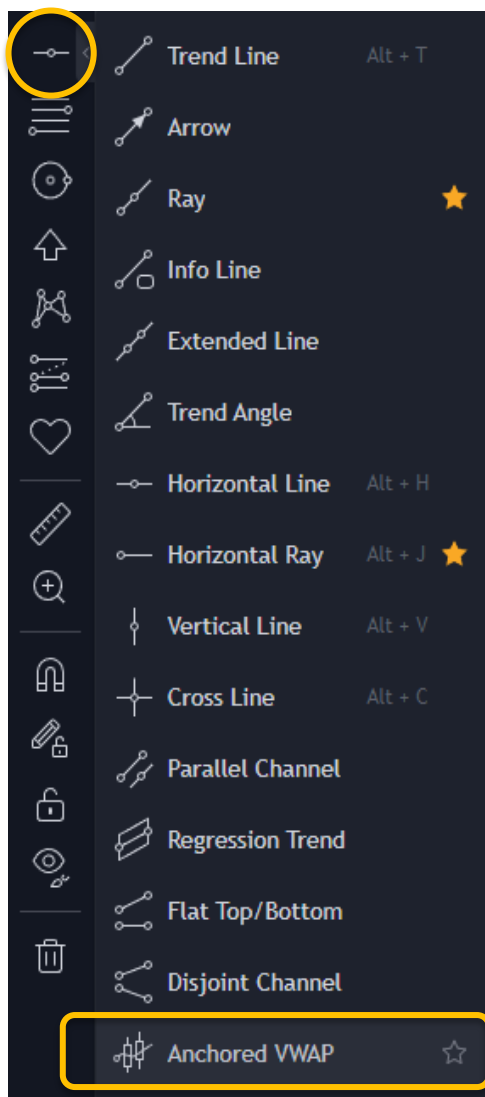 Trend Line Alt + T
Arrow
Ray
Info Line
Extended Line
Trend Angle
Horizontal Line Alt + H
Horizontal Ray Alt + J
Vertical Line Alt + V
Cross Line Alt + C
Parallel Channel
Regression Trend
Flat Top/Bottom
Disjoint Channel
Anchored VWAP